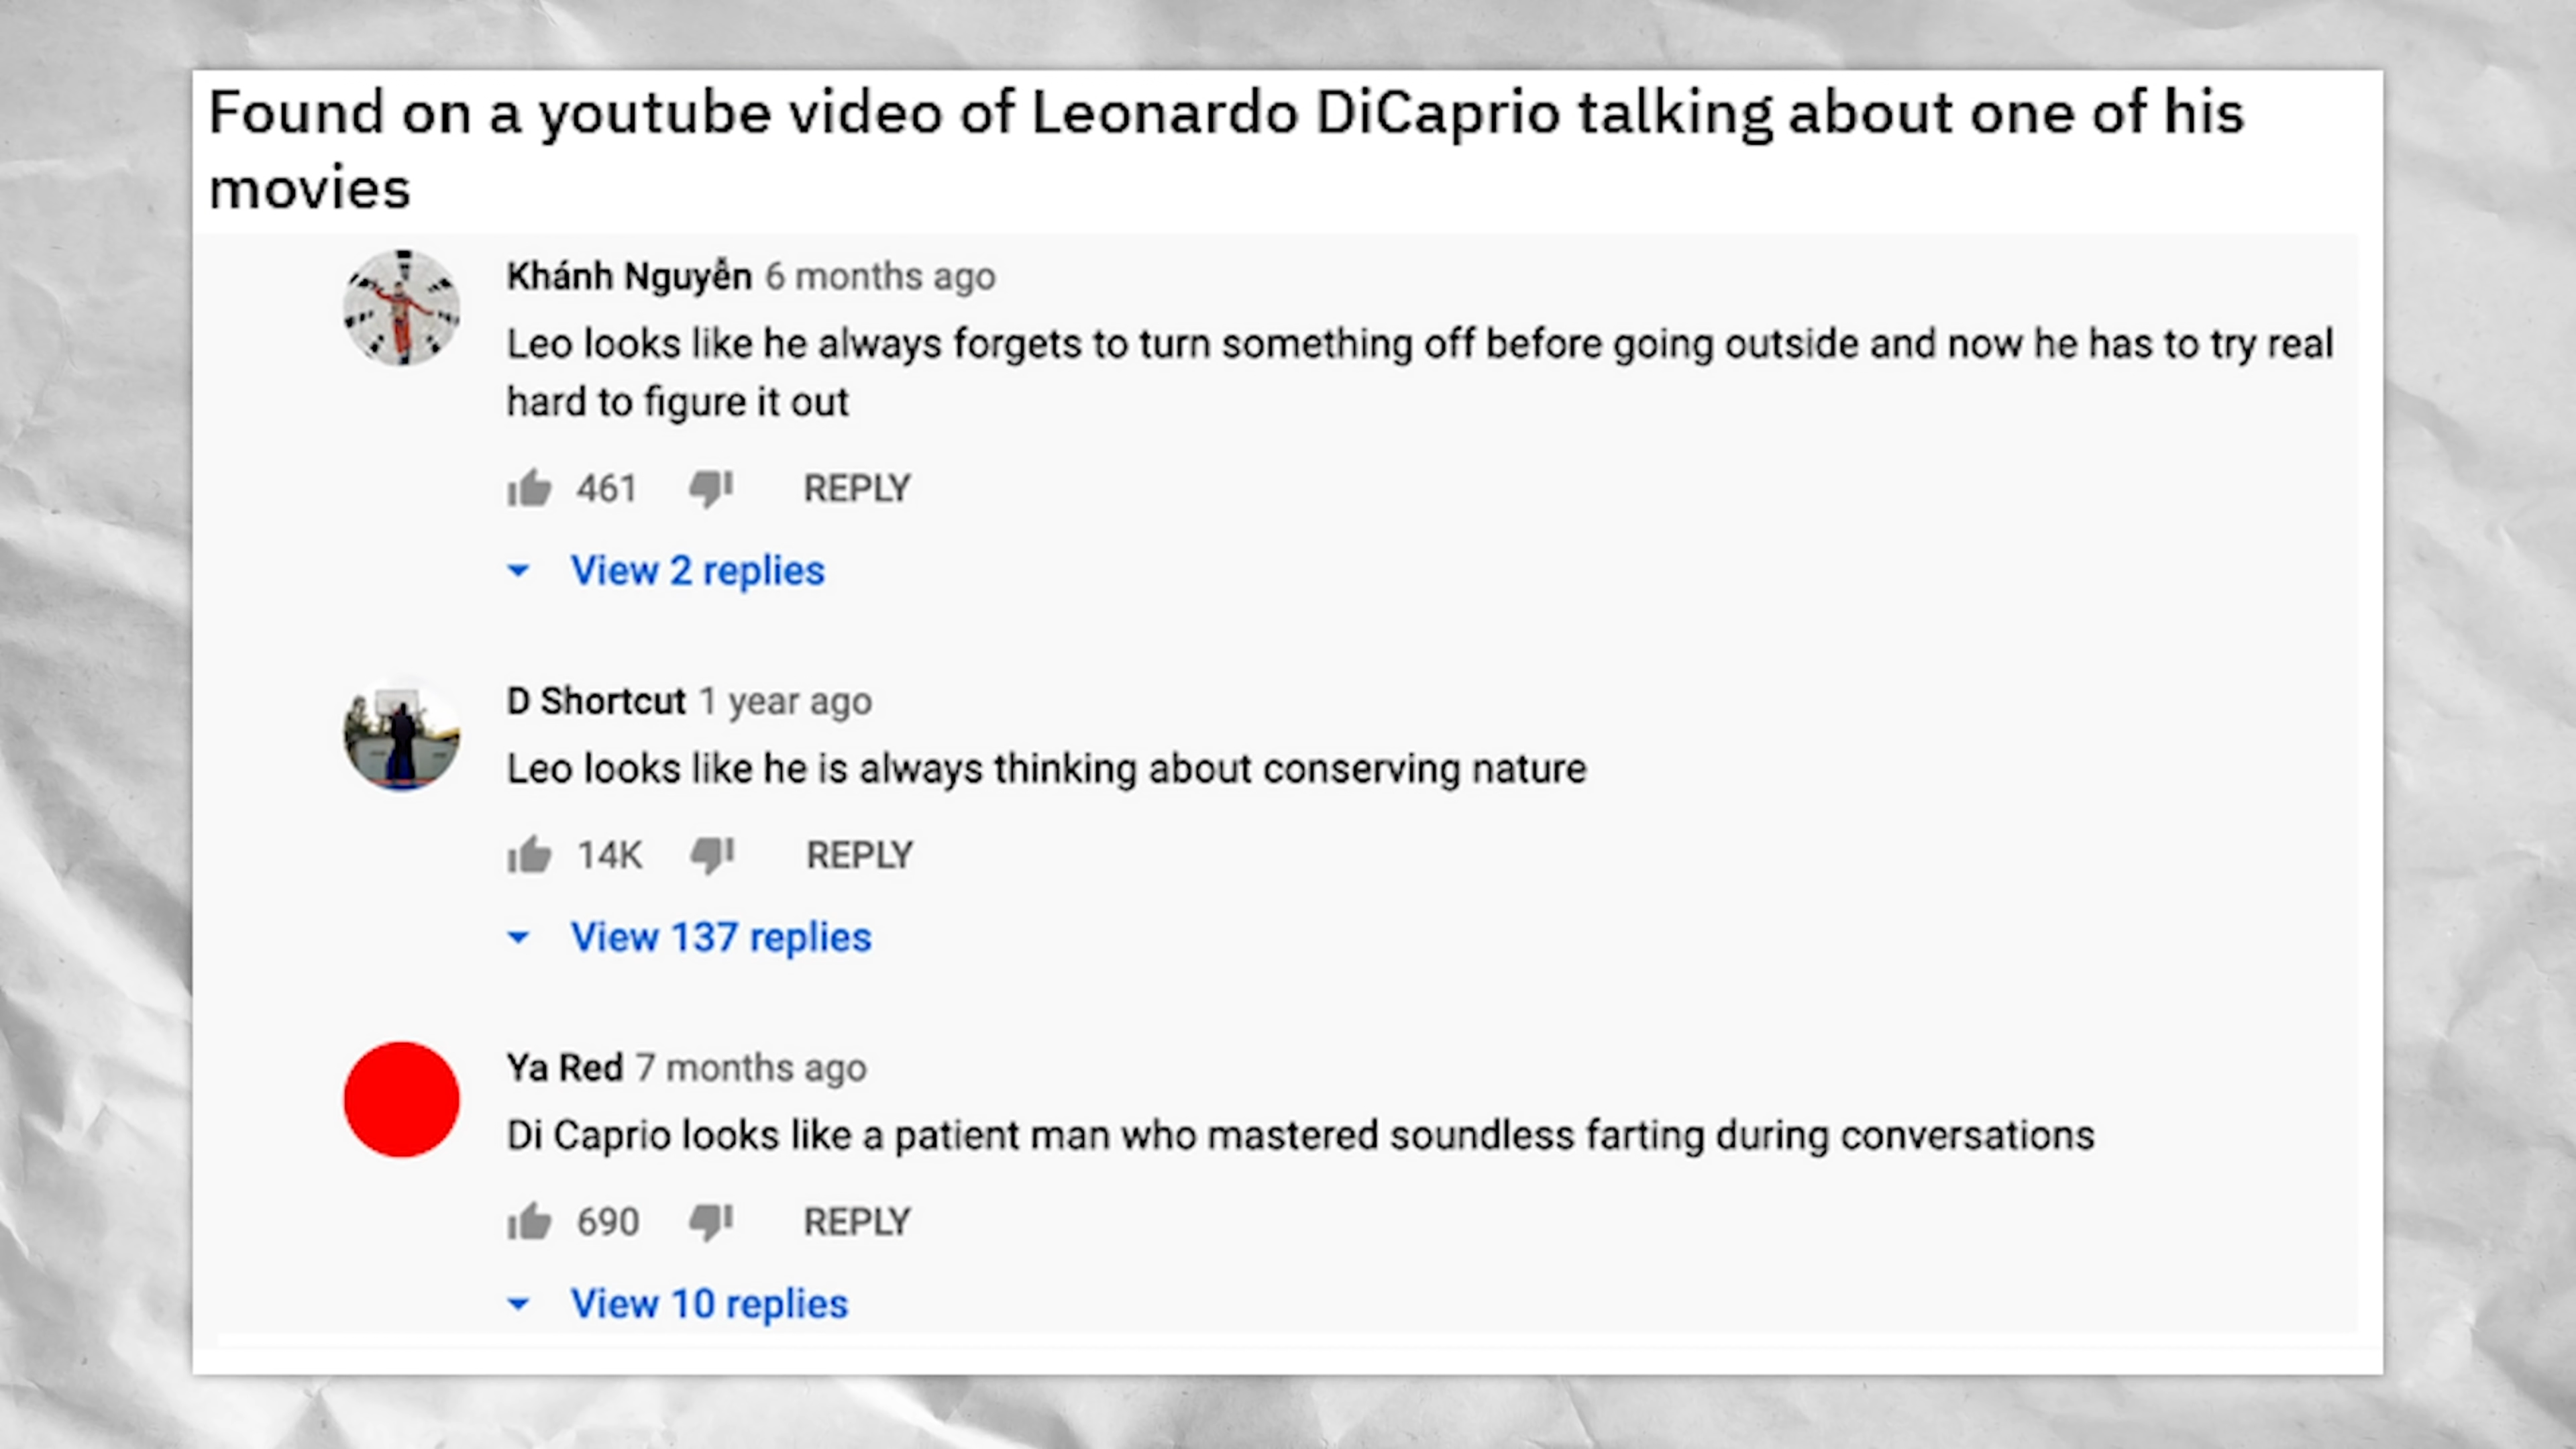 Found on a youtube video of Leonardo DiCaprio talking about one of his
movies
Khánh Nguyễn 6 months ago
Leo looks like he always forgets to turn something off before going outside and now he has to try real
hard to figure it out
461 REPLY
View 2 replies
D Shortcut 1 year ago
Leo looks like he is always thinking about conserving nature
14K REPLY
View 137 replies
Ya Red 7 months ago
Di Caprio looks like a patient man who mastered soundless farting during conversations
690 REPLY
View 10 replies